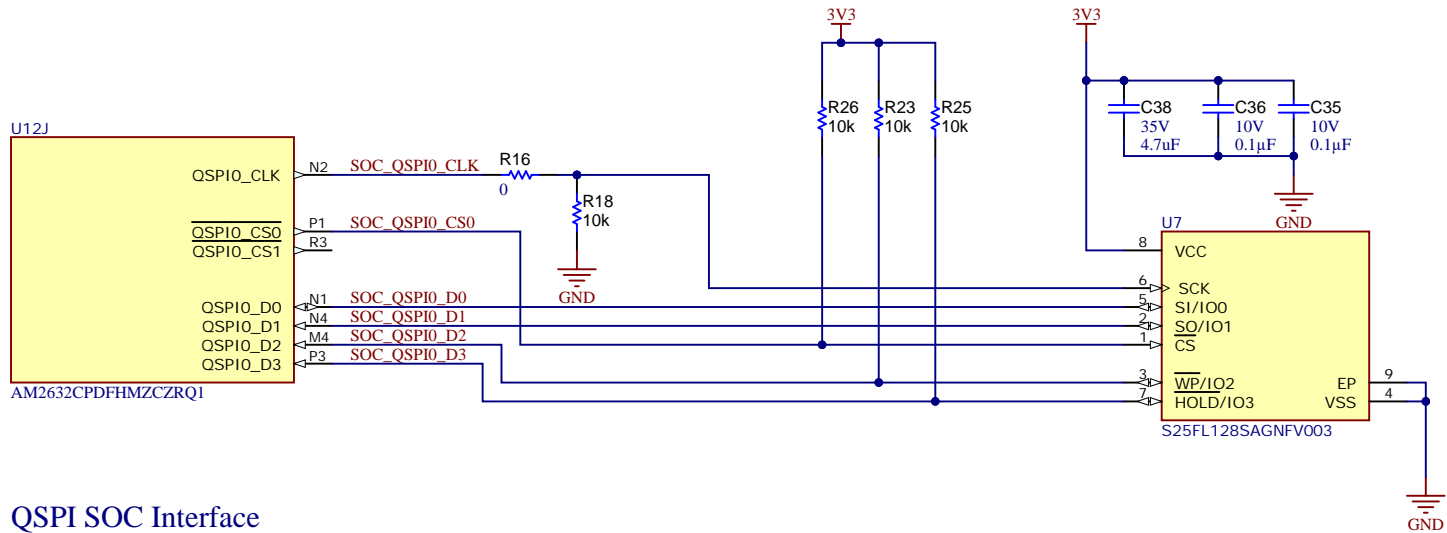 3V3
3V3
R26
10k
R23
10k
R25
10k
C38
35V
4.7uF
C36
10V
0.1µF
C35
10V
0.1µF
GND
U12J
QSPI0_CLK
N2
SOC_QSPI0_CLK
R16
0
R18
10k
GND
QSPI0_CS0
P1
SOC_QSPI0_CS0
QSPI0_CS1
R3
QSPI0_D0
N1
SOC_QSPI0_D0
QSPI0_D1
N4
SOC_QSPI0_D1
QSPI0_D2
M4
SOC_QSPI0_D2
QSPI0_D3
P3
SOC_QSPI0_D3
AM2632CPDFHMZCZRQ1
U7
8
VCC
6
SCK
5
SI/IO0
2
SO/IO1
1
CS
3
WP/IO2
7
HOLD/IO3
EP
9
VSS
4
S25FL128SAGNFV003
GND
QSPI SOC Interface